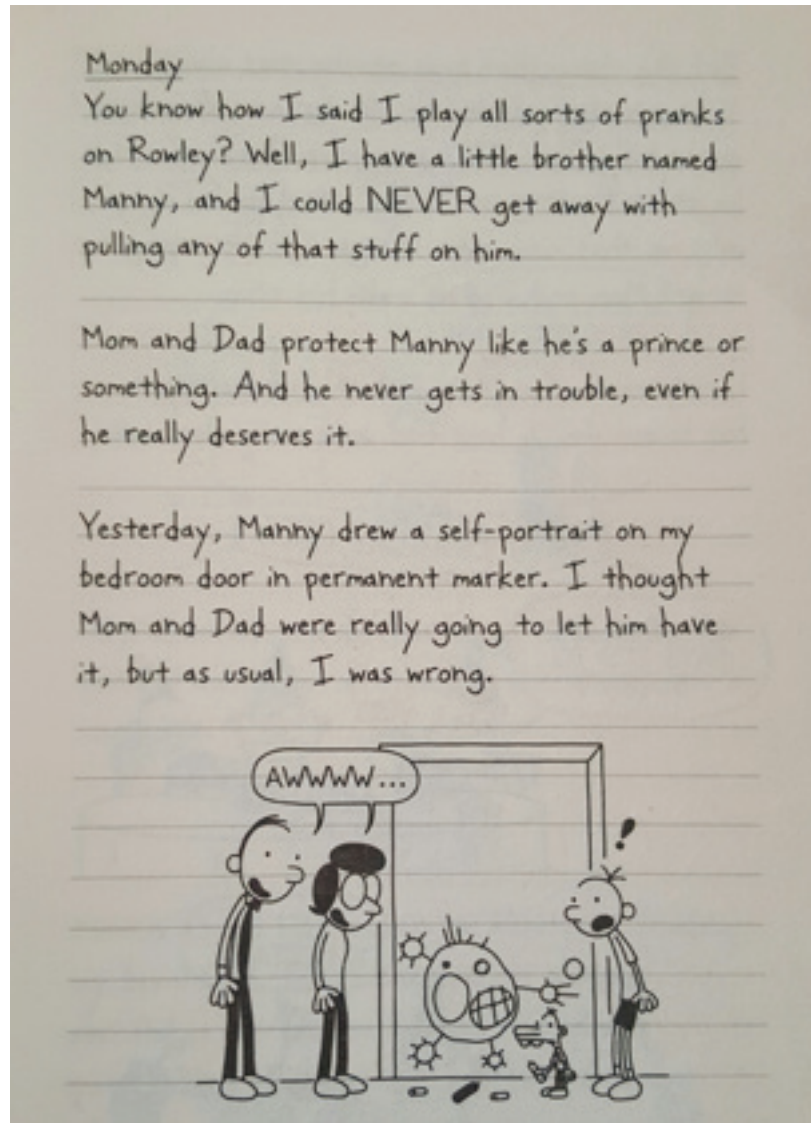 Monday
You know how I said I play all sorts of pranks
on Rowley? Well, I have a little brother named
Manny, and I could NEVER get away with
pulling any of that stuff on him.
Mom and Dad protect Manny like he's a prince or
something. And he never gets in trouble, even if
he really deserves it.
Yesterday, Manny drew a self-portrait on my
bedroom door in permanent marker. I thought
Mom and Dad were really going to let him have
it, but as usual, I was wrong.
AWWWW...
!